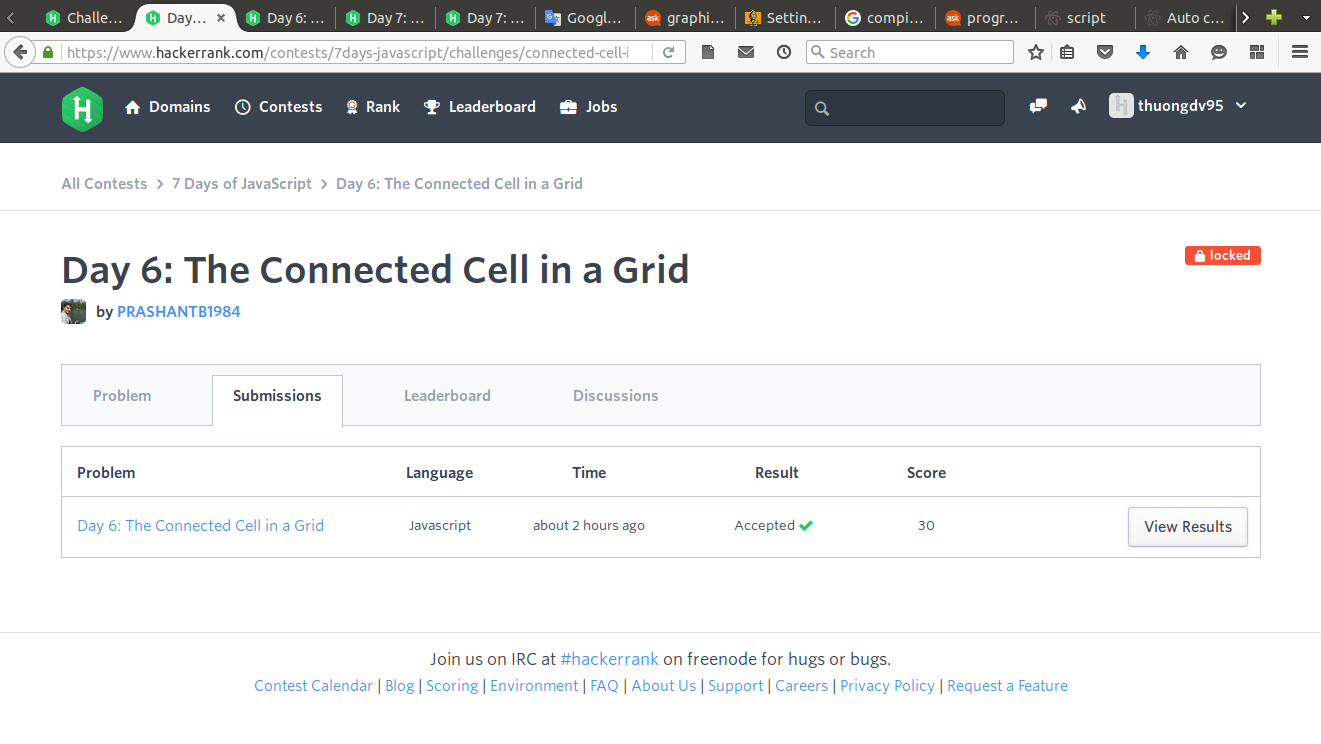 Challe... Day... Day 6: ... Day 7: ... Day 7: ... Googl... graphi... Settin... compi... progr... script Auto c...
https://www.hackerrank.com/contests/7days-javascript/challenges/connected-cell-i Search
H Domains Contests Rank Leaderboard Jobs thuongdv95
All Contests > 7 Days of JavaScript > Day 6: The Connected Cell in a Grid
Day 6: The Connected Cell in a Grid locked
by PRASHANTB1984
Problem Submissions Leaderboard Discussions
Problem Language Time Result Score
Day 6: The Connected Cell in a Grid Javascript about 2 hours ago Accepted 30 View Results
Join us on IRC at #hackerrank on freenode for hugs or bugs.
Contest Calendar | Blog | Scoring | Environment | FAQ | About Us | Support | Careers | Privacy Policy | Request a Feature